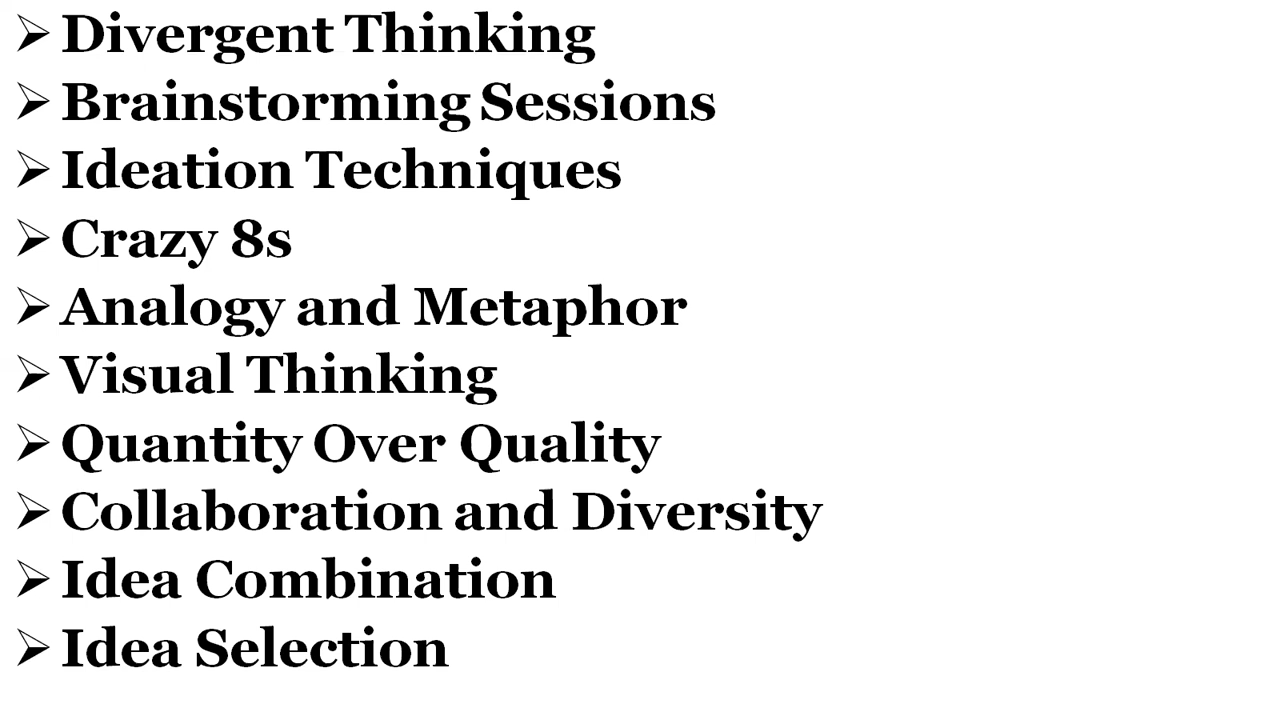 ➢ Divergent Thinking
➢ Brainstorming Sessions
➢ Ideation Techniques
➢ Crazy 8s
➢ Analogy and Metaphor
➢ Visual Thinking
➢ Quantity Over Quality
➢ Collaboration and Diversity
➢ Idea Combination
➢ Idea Selection